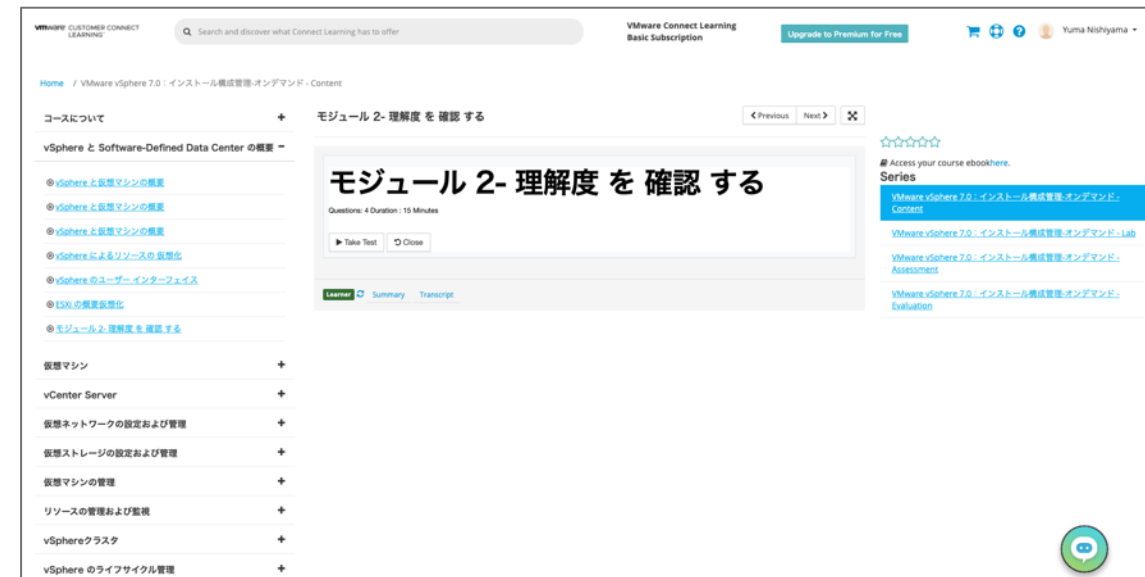 vmware CUSTOMER CONNECT
LEARNING
Search and discover what Connect Learning has to offer
VMware Connect Learning
Basic Subscription
Upgrade to Premium for Free
Yuma Nishiyama
Home / VMware vSphere 7.0：インストール構成管理-オンデマンド - Content
コースについて +
vSphere と Software-Defined Data Center の概要 −
vSphere と仮想マシンの概要
vSphere と仮想マシンの概要
vSphere と仮想マシンの概要
vSphere によるリソースの 仮想化
vSphere のユーザー インターフェイス
ESXi の概要仮想化
モジュール 2- 理解度 を 確認 する
仮想マシン +
vCenter Server +
仮想ネットワークの設定および管理 +
仮想ストレージの設定および管理 +
仮想マシンの管理 +
リソースの管理および監視 +
vSphereクラスタ +
vSphere のライフサイクル管理 +
モジュール 2- 理解度 を 確認 する
Previous Next
モジュール 2- 理解度 を 確認 する
Questions: 4 Duration : 15 Minutes
Take Test Close
Learner Summary Transcript
Access your course ebookhere.
Series
VMware vSphere 7.0：インストール構成管理-オンデマンド -
Content
VMware vSphere 7.0：インストール構成管理-オンデマンド - Lab
VMware vSphere 7.0：インストール構成管理-オンデマンド -
Assessment
VMware vSphere 7.0：インストール構成管理-オンデマンド -
Evaluation